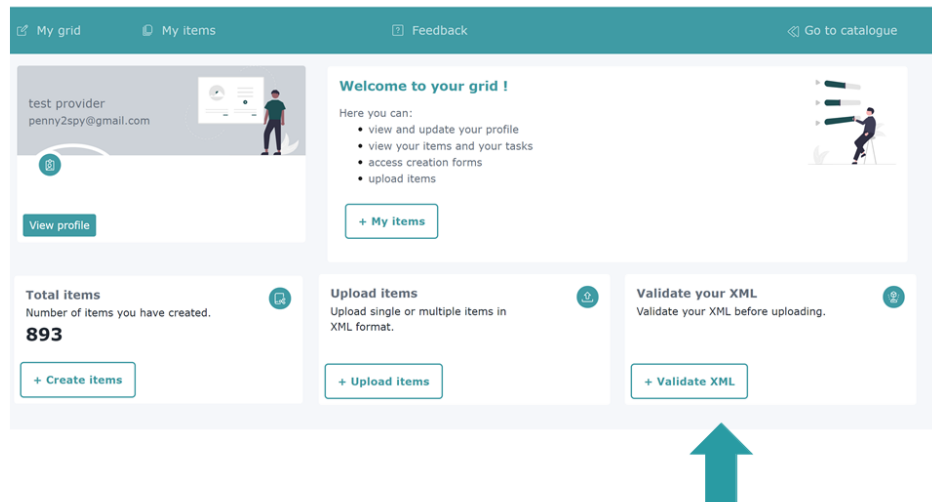 My grid
My items
Feedback
Go to catalogue
test provider
penny2spy@gmail.com
View profile
Welcome to your grid !
Here you can:
• view and update your profile
• view your items and your tasks
• access creation forms
• upload items
+ My items
Total items
Number of items you have created.
893
+ Create items
Upload items
Upload single or multiple items in
XML format.
+ Upload items
Validate your XML
Validate your XML before uploading.
+ Validate XML